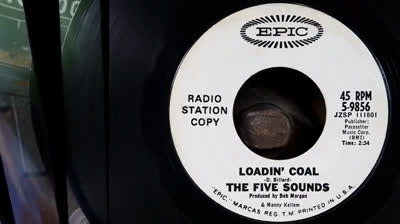 EPIC
RADIO
STATION
COPY
45 RPM
5-9856
JZSP 111801
Publisher:
Pacesetter
Music Corp.
(BMI)
Time: 2:34
LOADIN' COAL
-D. Billard-
THE FIVE SOUNDS
Produced by Bob Morgan
& Manny Kellem
"EPIC," MARCAS REG. T.M. PRINTED IN U.S.A.